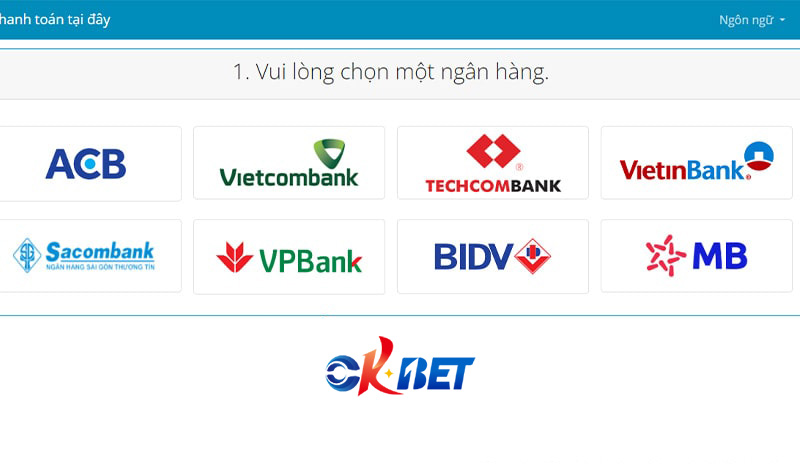 hanh toán tại đây
Ngôn ngữ
1. Vui lòng chọn một ngân hàng.
ACB
Vietcombank
TECHCOMBANK®
VietinBank
Sacombank
NGÂN HÀNG SÀI GÒN THƯƠNG TÍN
VPBank
BIDV
MB
OKBET